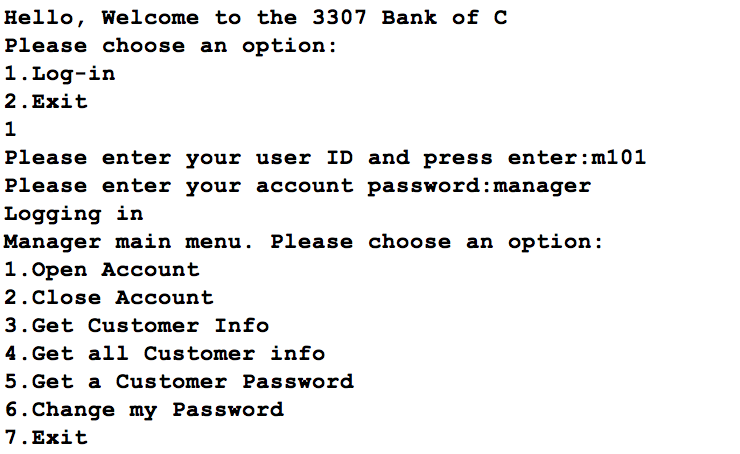 Hello, Welcome to the 3307 Bank of C
Please choose an option:
1.Log-in
2.Exit
1
Please enter your user ID and press enter:m101
Please enter your account password:manager
Logging in
Manager main menu. Please choose an option:
1.Open Account
2.Close Account
3.Get Customer Info
4.Get all Customer info
5.Get a Customer Password
6.Change my Password
7.Exit